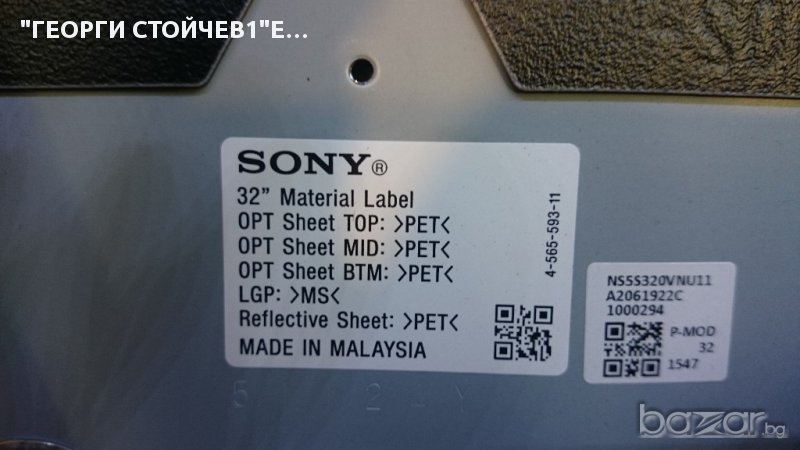 "ГЕОРГИ СТОЙЧЕВ1"Е...
SONY®
32” Material Label
OPT Sheet TOP: >PET<
OPT Sheet MID: >PET<
OPT Sheet BTM: >PET<
LGP: >MS<
Reflective Sheet: >PET<
MADE IN MALAYSIA
4-565-593-11
NS5S320VNU11
A2061922C
1000294
P-MOD
32
1547
bazar.bg